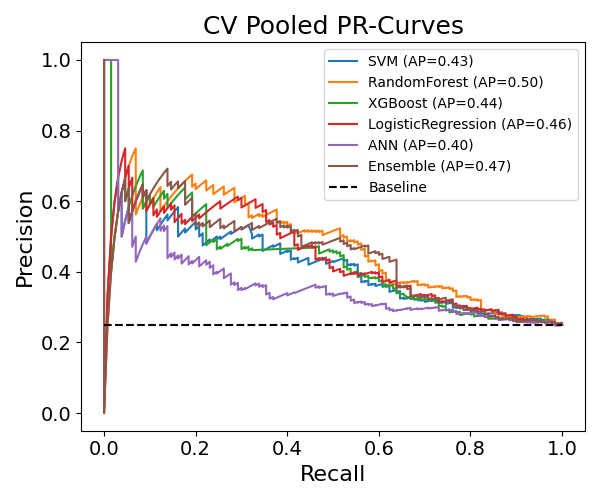 CV Pooled PR-Curves
SVM (AP=0.43)
RandomForest (AP=0.50)
XGBoost (AP=0.44)
LogisticRegression (AP=0.46)
ANN (AP=0.40)
Ensemble (AP=0.47)
Baseline
1.0
0.8
0.6
0.4
0.2
0.0
Precision
0.0 0.2 0.4 0.6 0.8 1.0
Recall